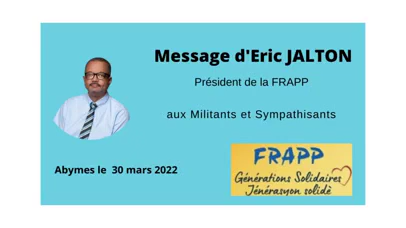 Message d'Eric JALTON
Président de la FRAPP
aux Militants et Sympathisants
Abymes le 30 mars 2022
FRAPP
Générations Solidaires
Jénérasyon solidè